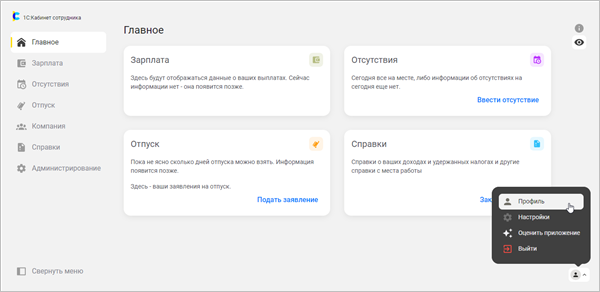 1С:Кабинет сотрудника
Главное
Зарплата
Отсутствия
Отпуск
Компания
Справки
Администрирование
Свернуть меню
Главное
Зарплата
Здесь будут отображаться данные о ваших выплатах. Сейчас
информации нет - она появится позже.
Отсутствия
Сегодня все на месте, либо информации об отсутствиях на
сегодня еще нет.
Ввести отсутствие
Отпуск
Пока не ясно сколько дней отпуска можно взять. Информация
появится позже.
Здесь - ваши заявления на отпуск.
Подать заявление
Справки
Справки о ваших доходах и удержанных налогах и другие
справки с места работы
Зак
Профиль
Настройки
Оценить приложение
Выйти